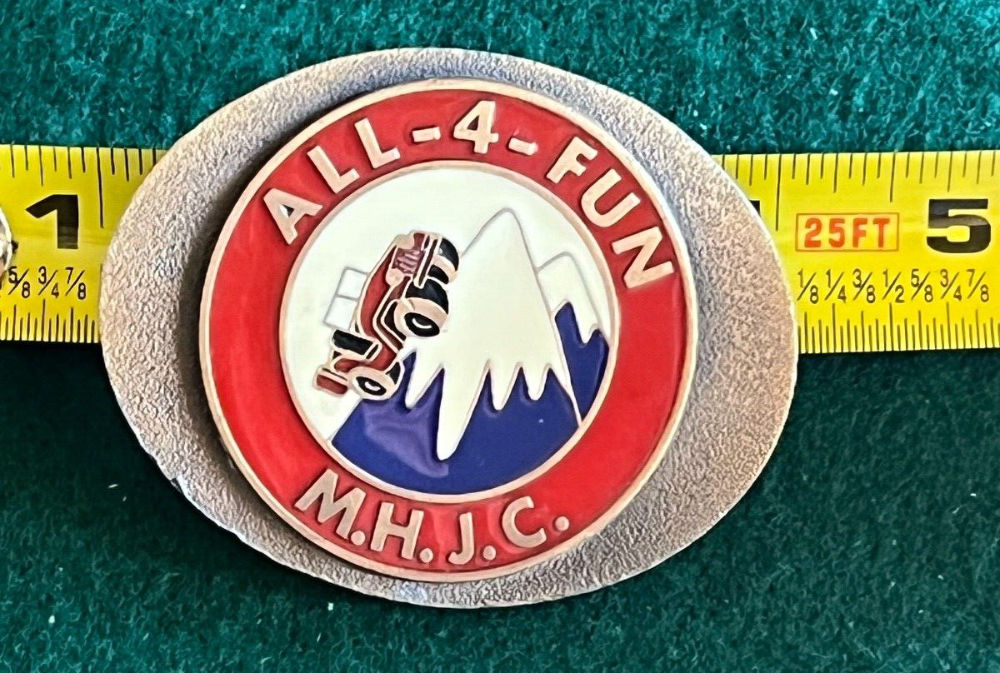 ALL-4-FUN
M.H.J.C.
1
5/8 3/4 7/8
25FT 5
1/8 1/4 3/8 1/2 5/8 3/4 7/8